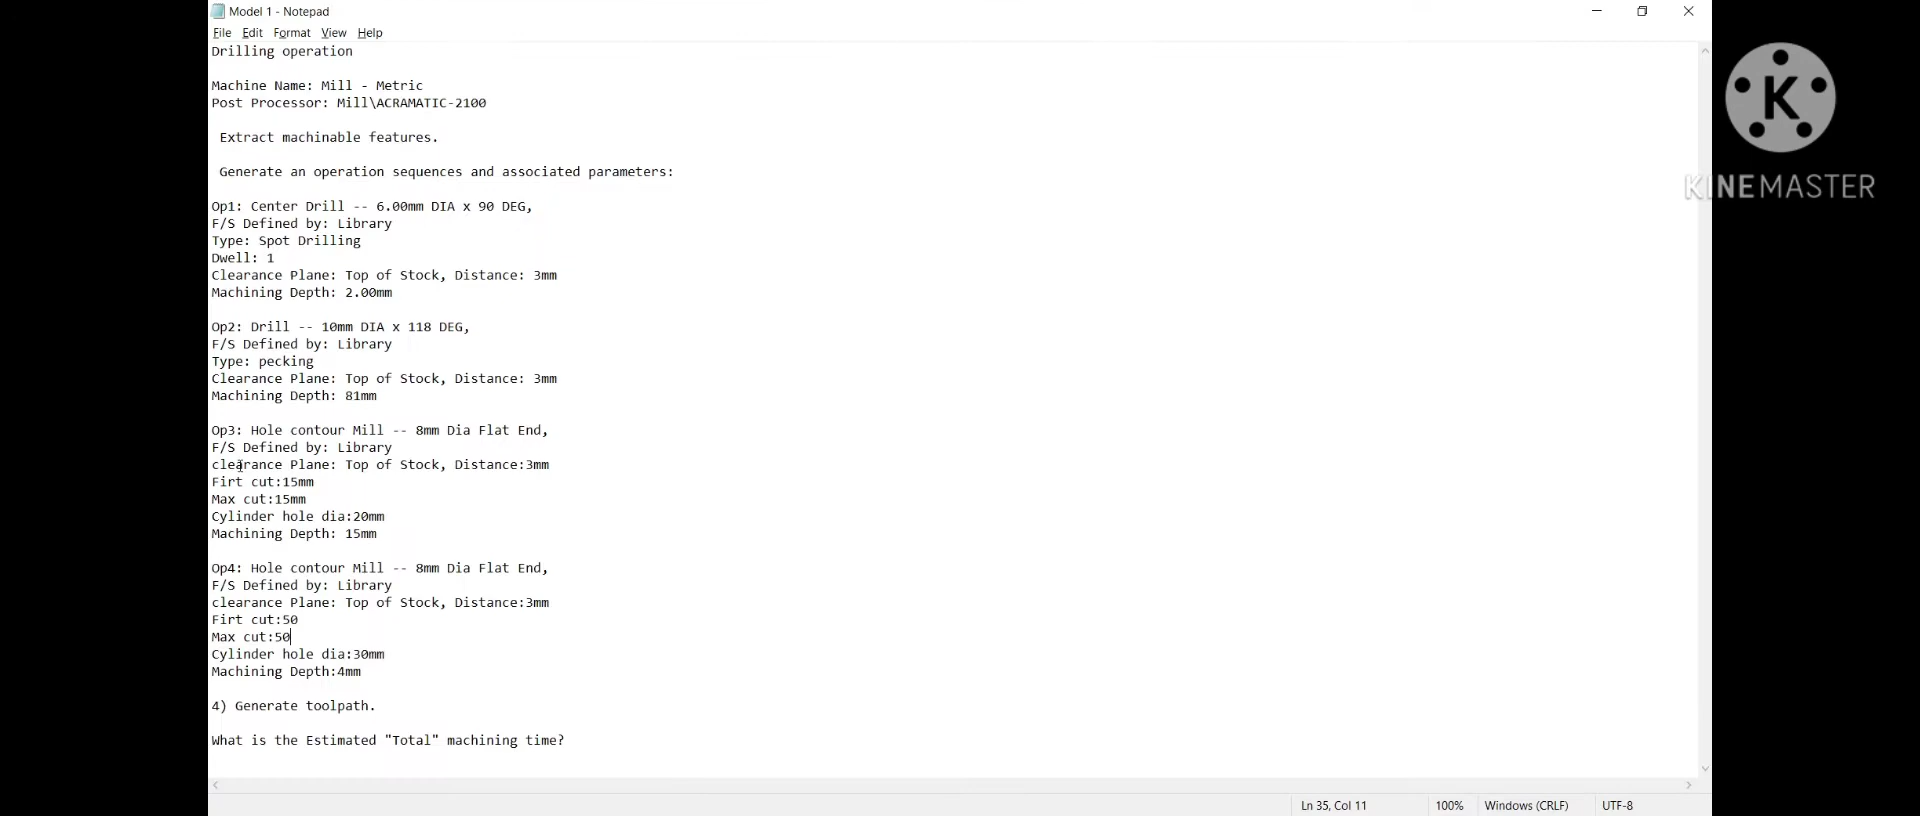 Model 1 - Notepad
File Edit Format View Help
Drilling operation
Machine Name: Mill - Metric
Post Processor: Mill\ACRAMATIC-2100
Extract machinable features.
Generate an operation sequences and associated parameters:
Op1: Center Drill -- 6.00mm DIA x 90 DEG,
F/S Defined by: Library
Type: Spot Drilling
Dwell: 1
Clearance Plane: Top of Stock, Distance: 3mm
Machining Depth: 2.00mm
Op2: Drill -- 10mm DIA x 118 DEG,
F/S Defined by: Library
Type: pecking
Clearance Plane: Top of Stock, Distance: 3mm
Machining Depth: 81mm
Op3: Hole contour Mill -- 8mm Dia Flat End,
F/S Defined by: Library
clearance Plane: Top of Stock, Distance:3mm
Firt cut:15mm
Max cut:15mm
Cylinder hole dia:20mm
Machining Depth: 15mm
Op4: Hole contour Mill -- 8mm Dia Flat End,
F/S Defined by: Library
clearance Plane: Top of Stock, Distance:3mm
Firt cut:50
Max cut:50
Cylinder hole dia:30mm
Machining Depth:4mm
4) Generate toolpath.
What is the Estimated "Total" machining time?
Ln 35, Col 11 100% Windows (CRLF) UTF-8
K
KINEMASTER